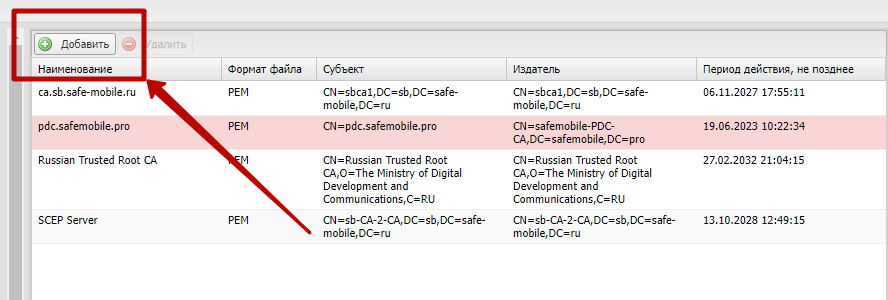 Добавить Удалить
Наименование Формат файла Субъект Издатель Период действия, не позднее
ca.sb.safe-mobile.ru PEM CN=sbca1,DC=sb,DC=safe- CN=sbca1,DC=sb,DC=safe- 06.11.2027 17:55:11
mobile,DC=ru mobile,DC=ru
pdc.safemobile.pro PEM CN=pdc.safemobile.pro CN=safemobile-PDC- 19.06.2023 10:22:34
CA,DC=safemobile,DC=pro
Russian Trusted Root CA PEM CN=Russian Trusted Root CN=Russian Trusted Root 27.02.2032 21:04:15
CA,O=The Ministry of Digital CA,O=The Ministry of Digital
Development and Development and
Communications,C=RU Communications,C=RU
SCEP Server PEM CN=sb-CA-2-CA,DC=sb,DC=safe- CN=sb-CA-2-CA,DC=sb,DC=safe- 13.10.2028 12:49:15
mobile,DC=ru mobile,DC=ru